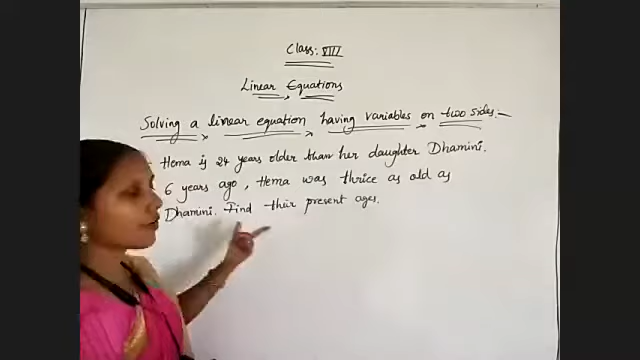 Class: VIII
Linear Equations
Solving a linear equation having variables on two sides:-
Hema is 24 years older than her daughter Dhamini.
6 years ago, Hema was thrice as old as
Dhamini. Find their present ages.